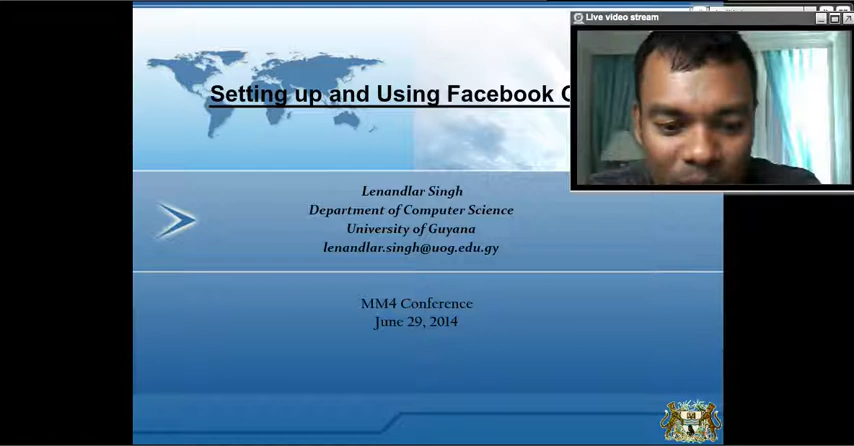 Live video stream
Setting up and Using Facebook
Lenandlar Singh
Department of Computer Science
University of Guyana
lenandlar.singh@uog.edu.gy
MM4 Conference
June 29, 2014